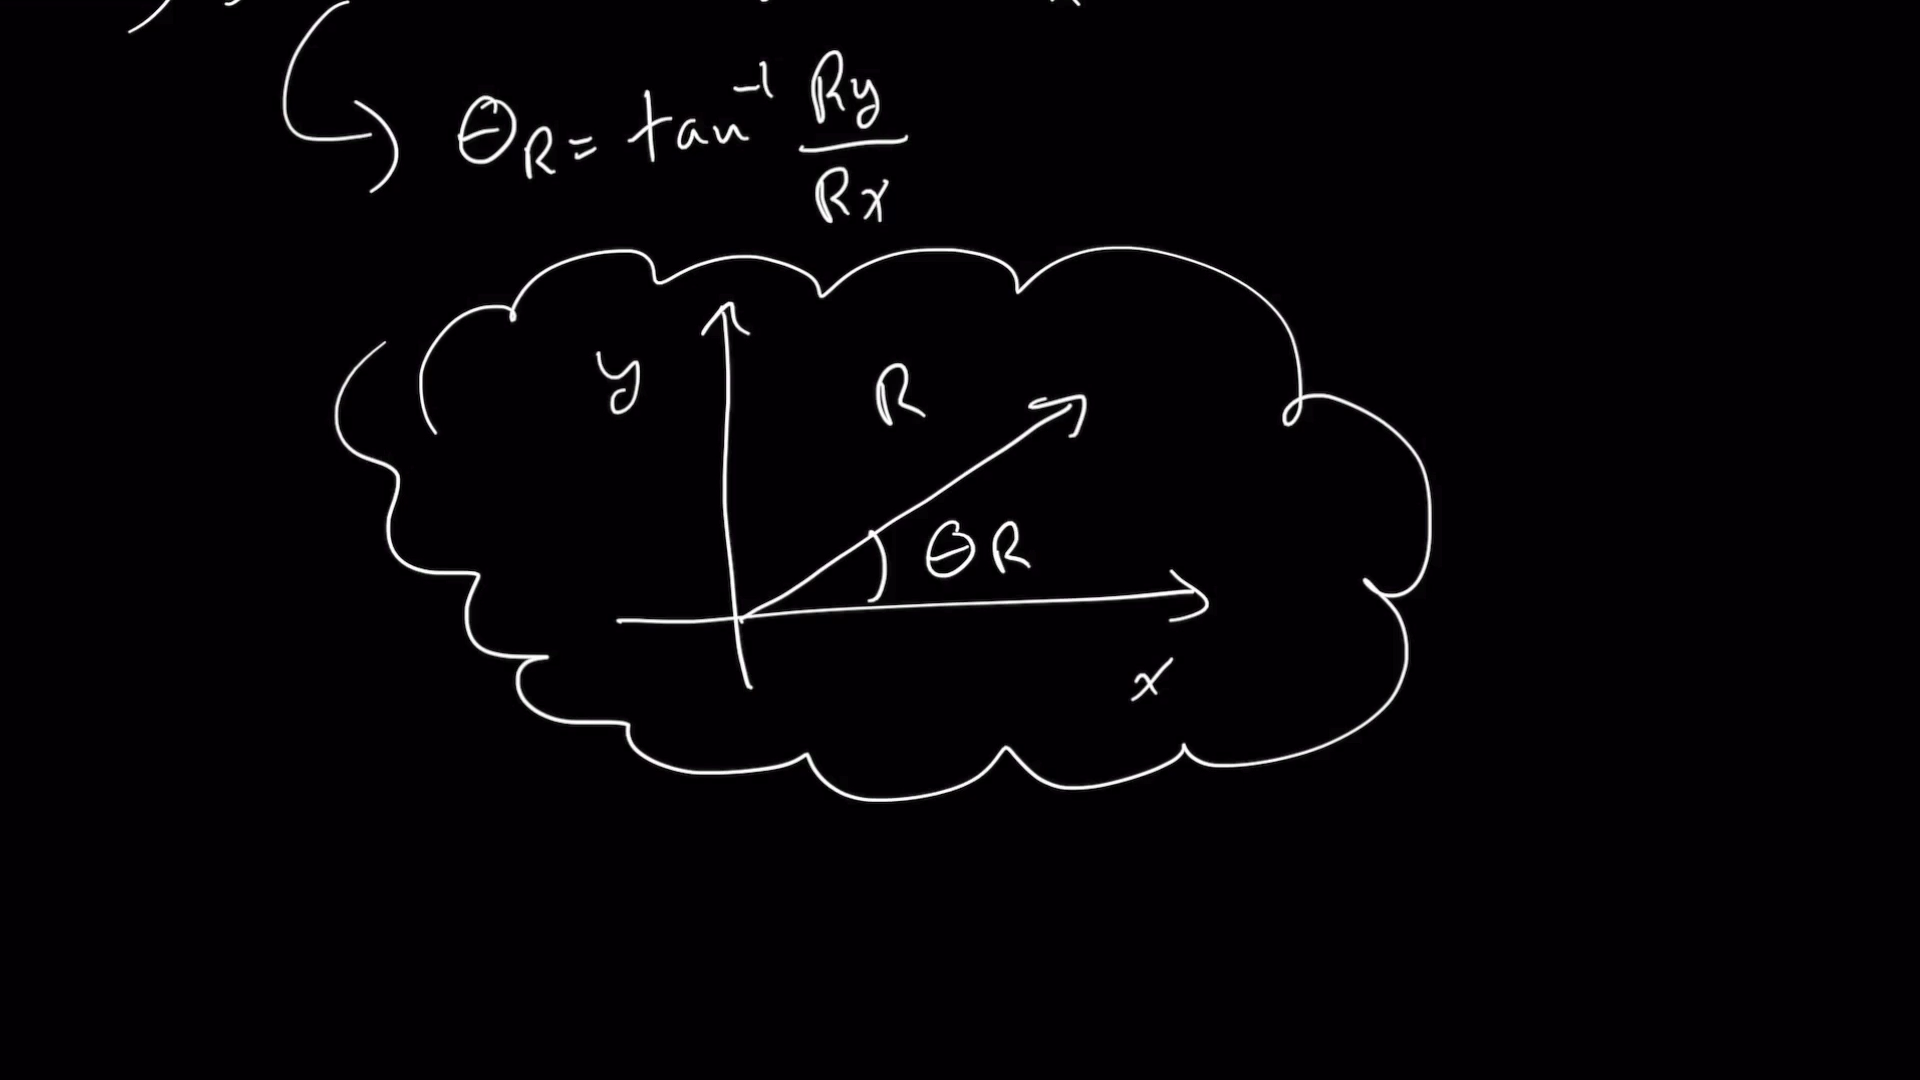 θR = tan⁻¹ Ry/Rx
y
R
θR
x